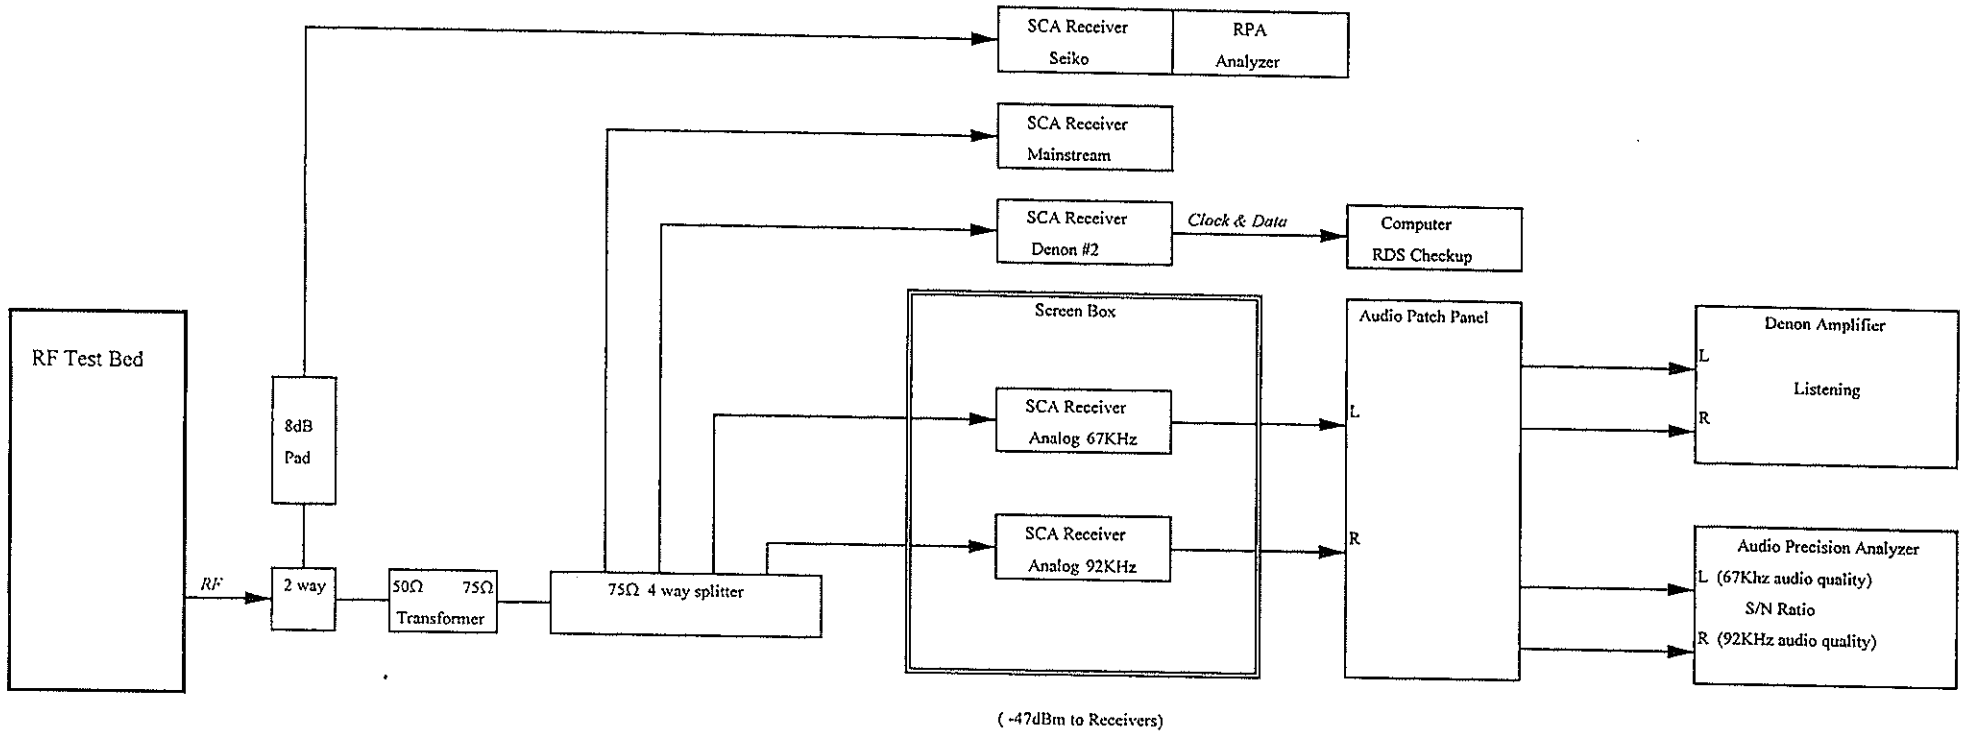 SCA Receiver
Seiko
RPA
Analyzer
SCA Receiver
Mainstream
SCA Receiver
Denon #2
Clock & Data
Computer
RDS Checkup
RF Test Bed
8dB
Pad
RF
2 way
50Ω 75Ω
Transformer
75Ω 4 way splitter
Screen Box
SCA Receiver
Analog 67KHz
SCA Receiver
Analog 92KHz
Audio Patch Panel
L
R
Denon Amplifier
L
Listening
R
Audio Precision Analyzer
L (67Khz audio quality)
S/N Ratio
R (92KHz audio quality)
( -47dBm to Receivers)